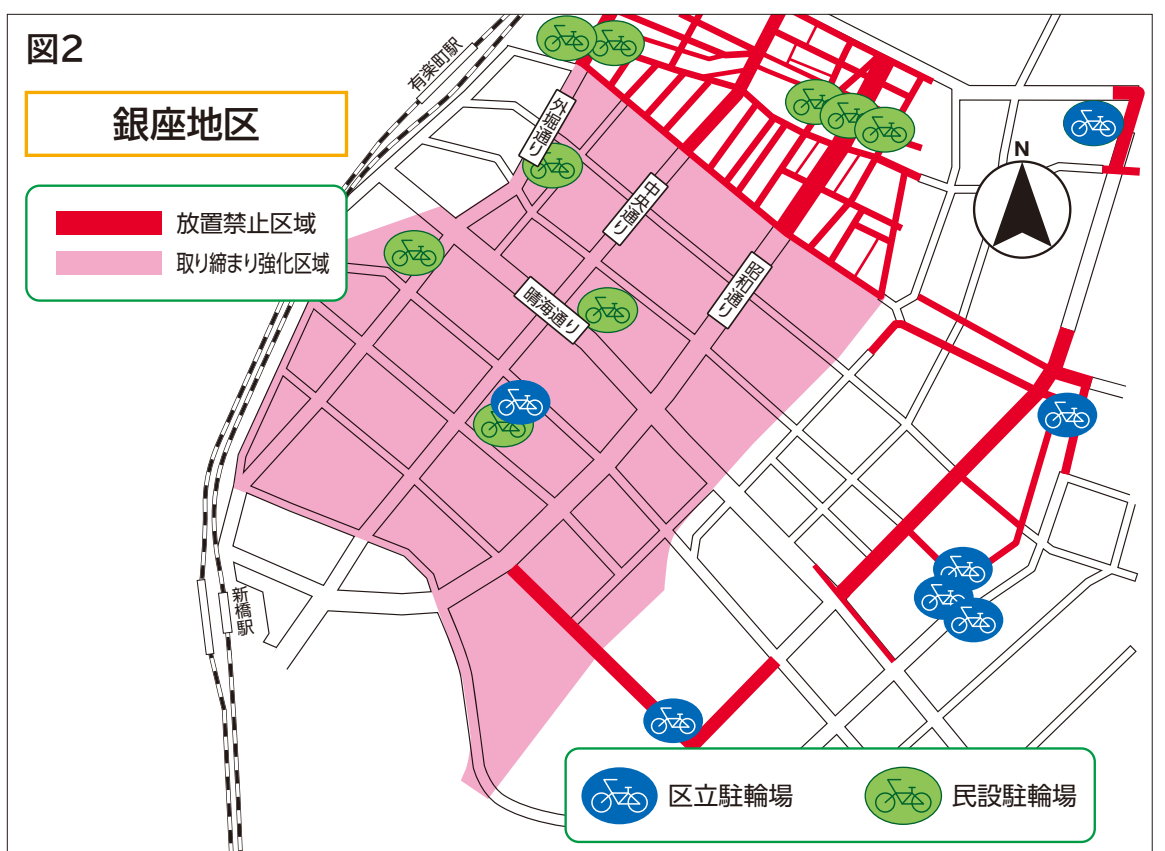 図2
銀座地区
放置禁止区域
取り締まり強化区域
有楽町駅
外堀通り
中央通り
昭和通り
晴海通り
N
新橋駅
区立駐輪場
民設駐輪場